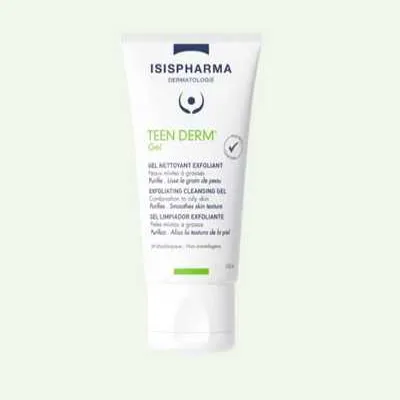 ISISPHARMA
DERMATOLOGIE
TEEN DERM®
Gel
GEL NETTOYANT EXFOLIANT
Peaux mixtes à grasses
Purifie . Lisse le grain de peau
EXFOLIATING CLEANSING GEL
Combination to oily skin
Purifies . Smoothes skin texture
GEL LIMPIADOR EXFOLIANTE
Pieles mixtas a grasas
Purifica . Alisa la textura de la piel